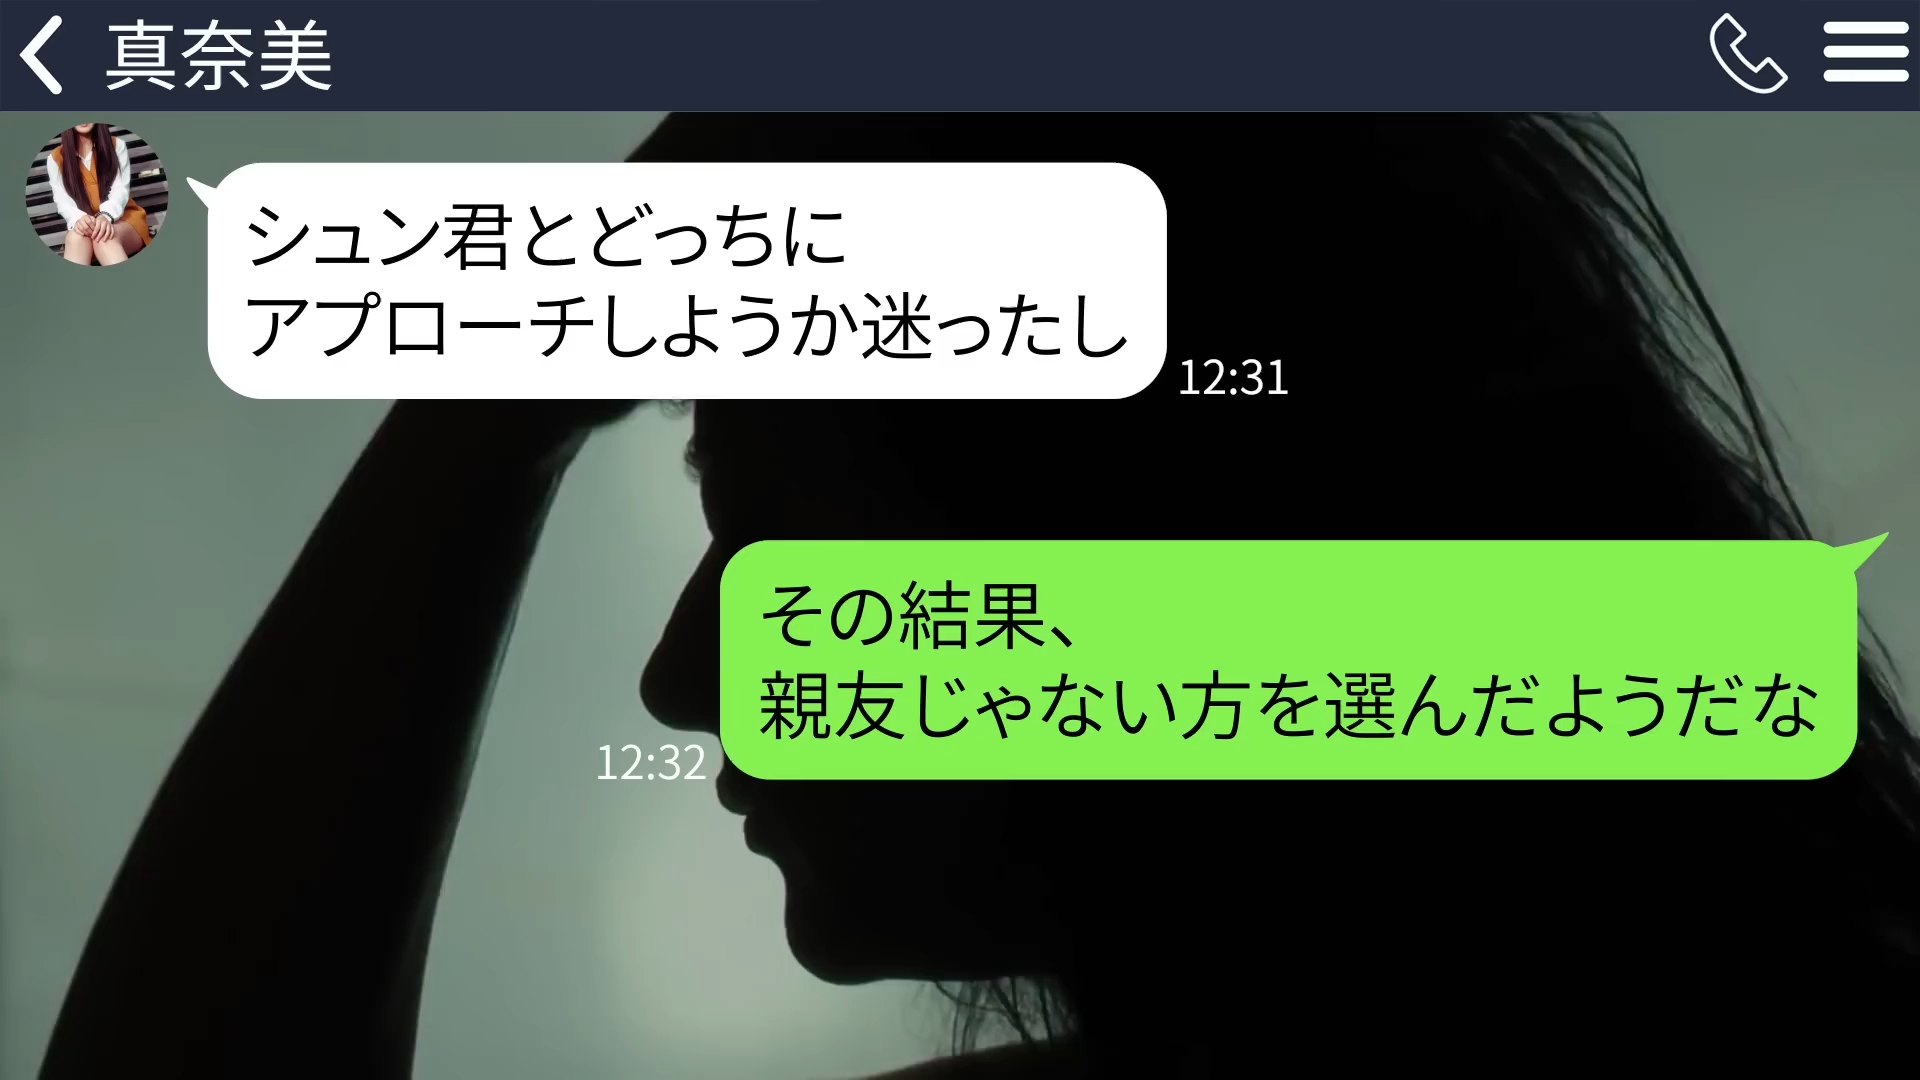 真奈美
シュン君とどっちに
アプローチしようか迷ったし
12:31
その結果、
親友じゃない方を選んだようだな
12:32